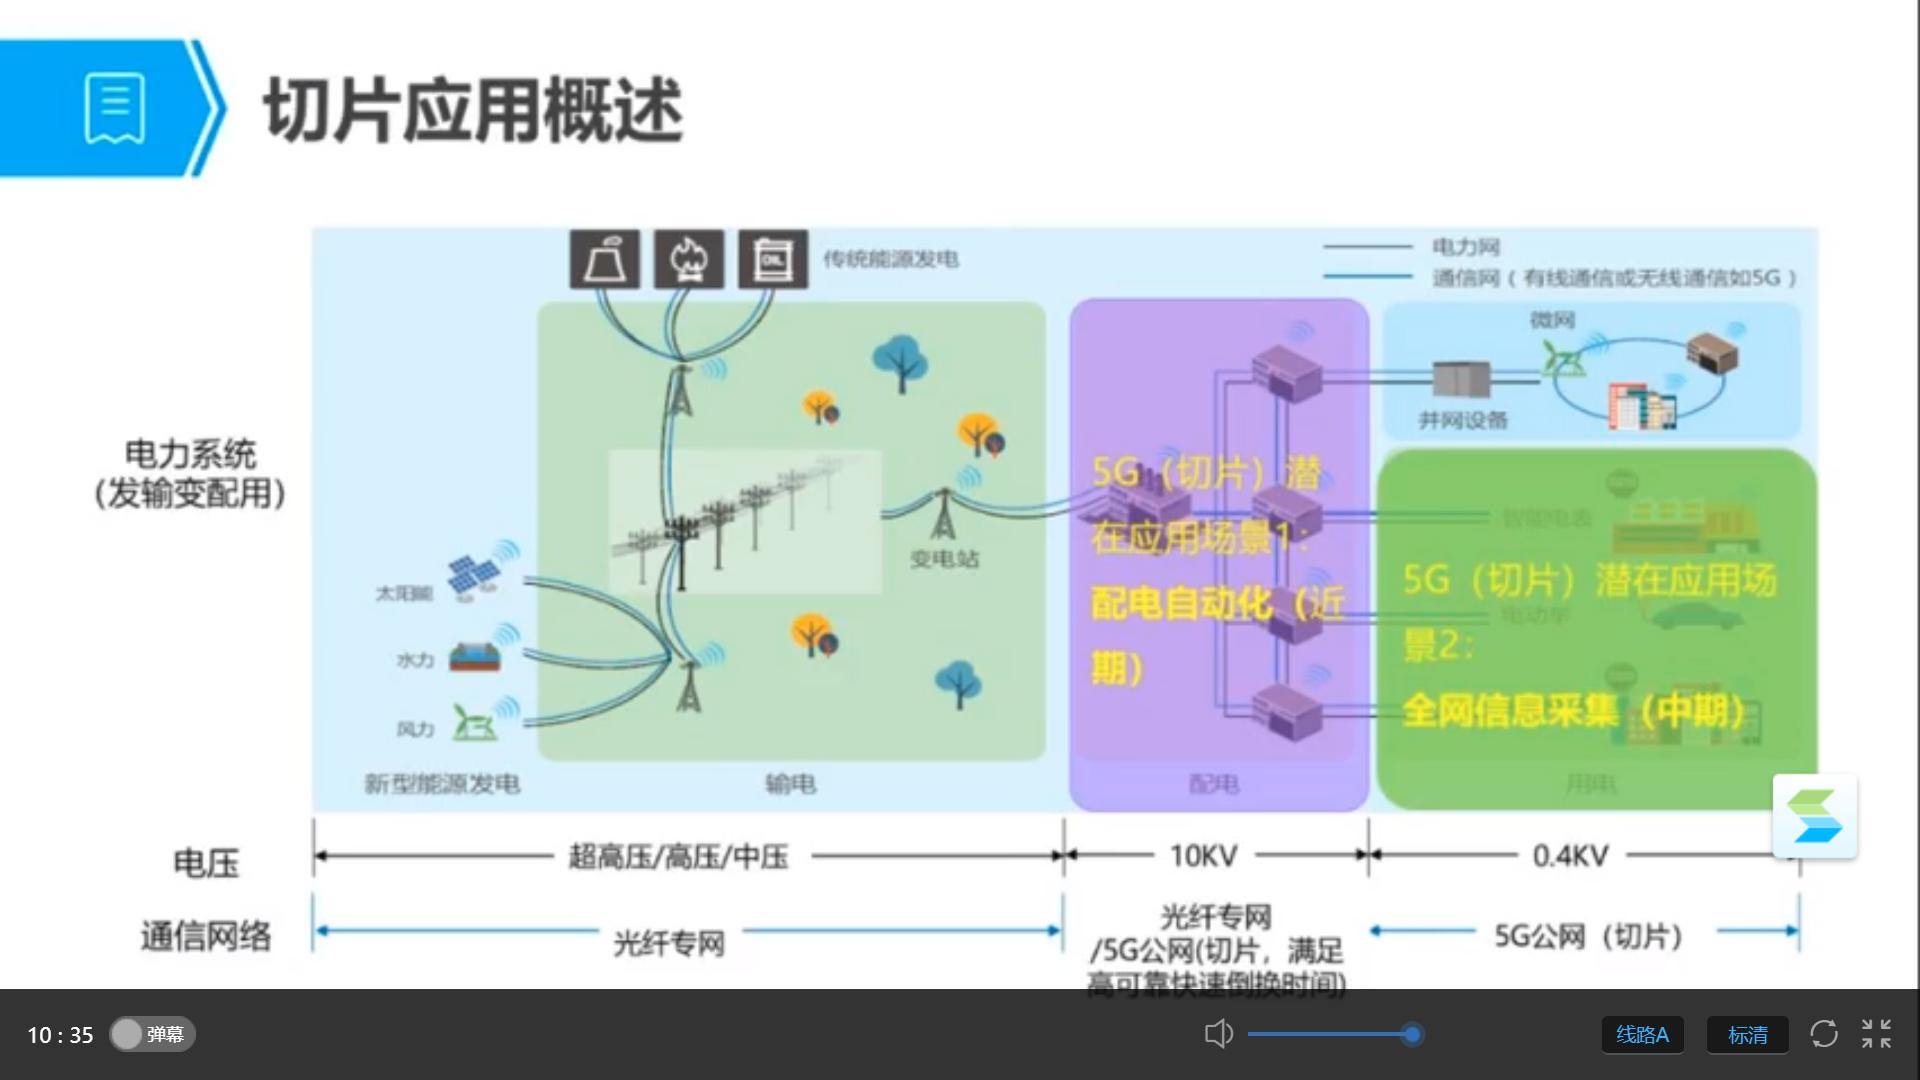 切片应用概述
OIL
传统能源发电
电力网
通信网（有线通信或无线通信如5G）
微网
并网设备
电力系统
（发输变配用）
5G（切片）潜
在应用场景1：
配电自动化（近
期）
变电站
智能电表
5G（切片）潜在应用场
景2：
全网信息采集（中期）
电动车
太阳能
水力
风力
新型能源发电
输电
配电
用电
电压
超高压/高压/中压
10KV
0.4KV
通信网络
光纤专网
光纤专网
/5G公网(切片，满足
高可靠快速倒换时间)
5G公网（切片）
10 : 35
弹幕
线路A
标清